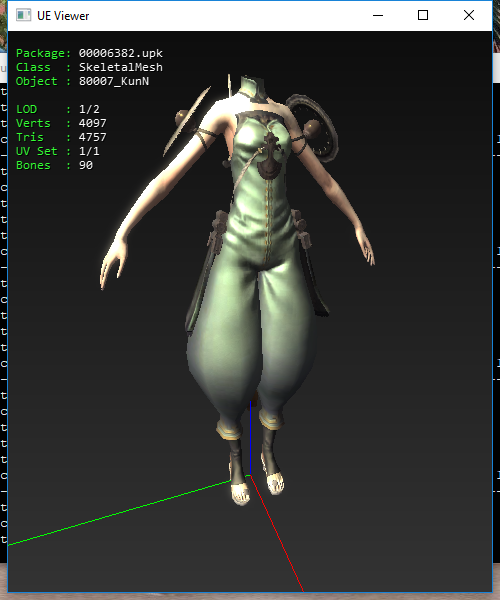 UE Viewer
Package: 00006382.upk
Class  : SkeletalMesh
Object : 80007_KunN
LOD    : 1/2
Verts  : 4097
Tris   : 4757
UV Set : 1/1
Bones  : 90